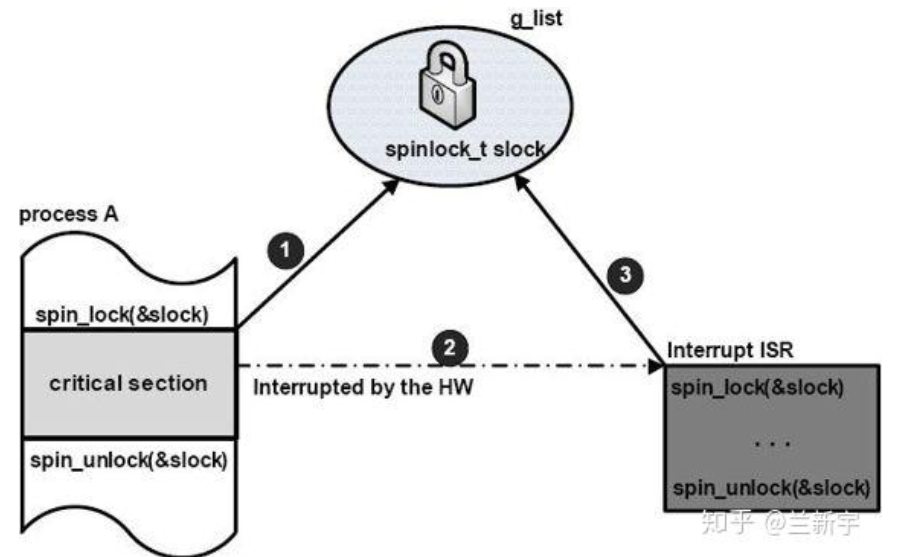 g_list
spinlock_t slock
process A
1
3
spin_lock(&slock)
2
Interrupt ISR
critical section
Interrupted by the HW
spin_lock(&slock)
. . .
spin_unlock(&slock)
spin_unlock(&slock)
知乎 @兰新宇